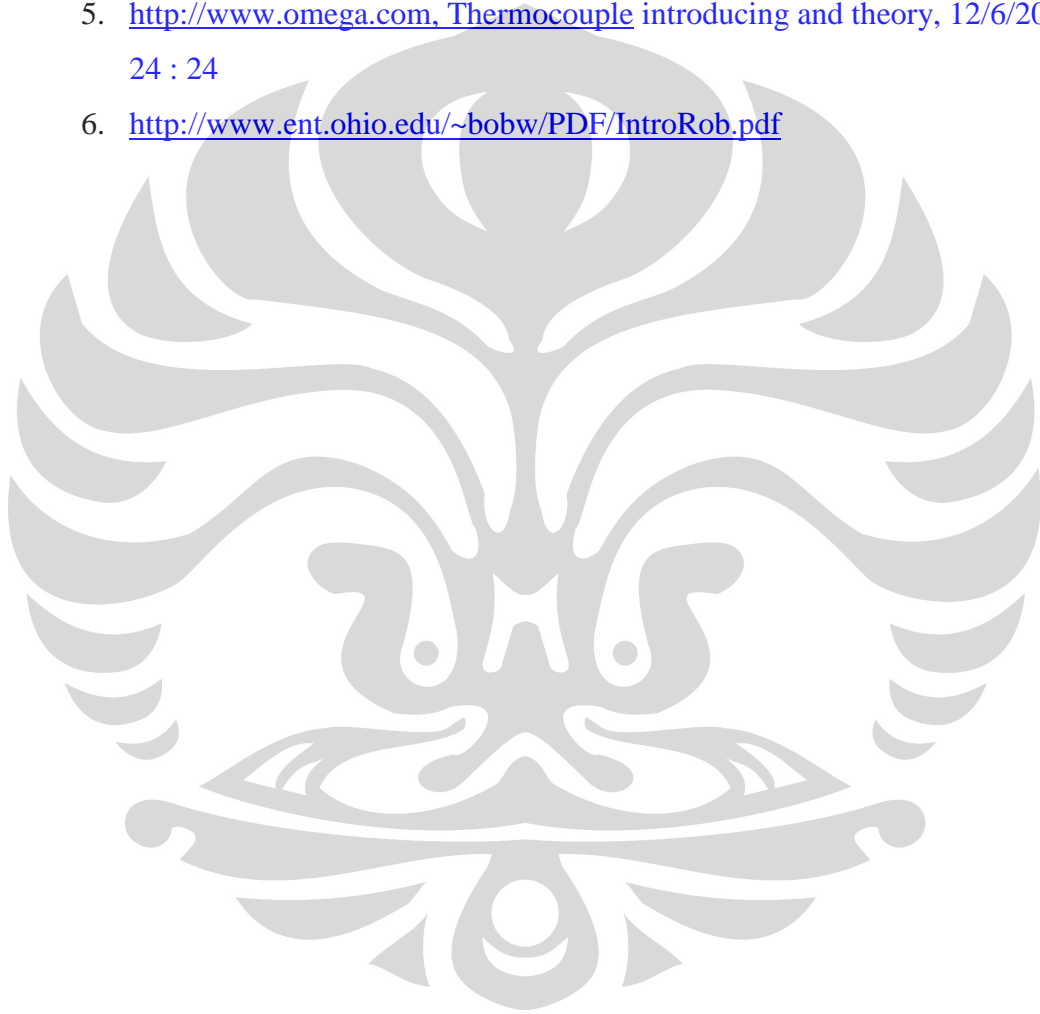 5. http://www.omega.com, Thermocouple introducing and theory, 12/6/20
24 : 24
6. http://www.ent.ohio.edu/~bobw/PDF/IntroRob.pdf